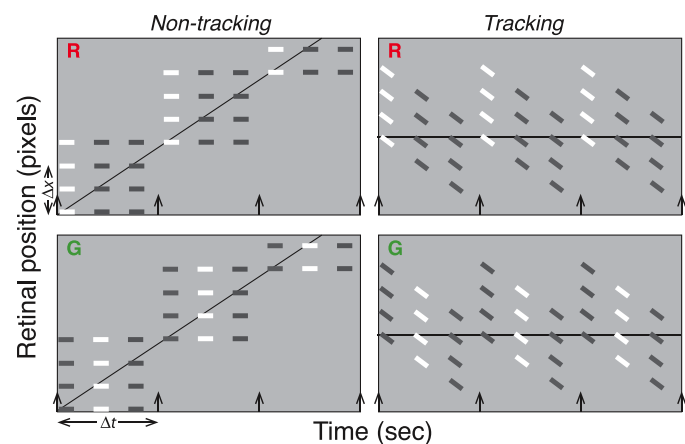 Non-tracking
Tracking
R
R
Retinal position (pixels)
Δx
G
G
Δt
Time (sec)